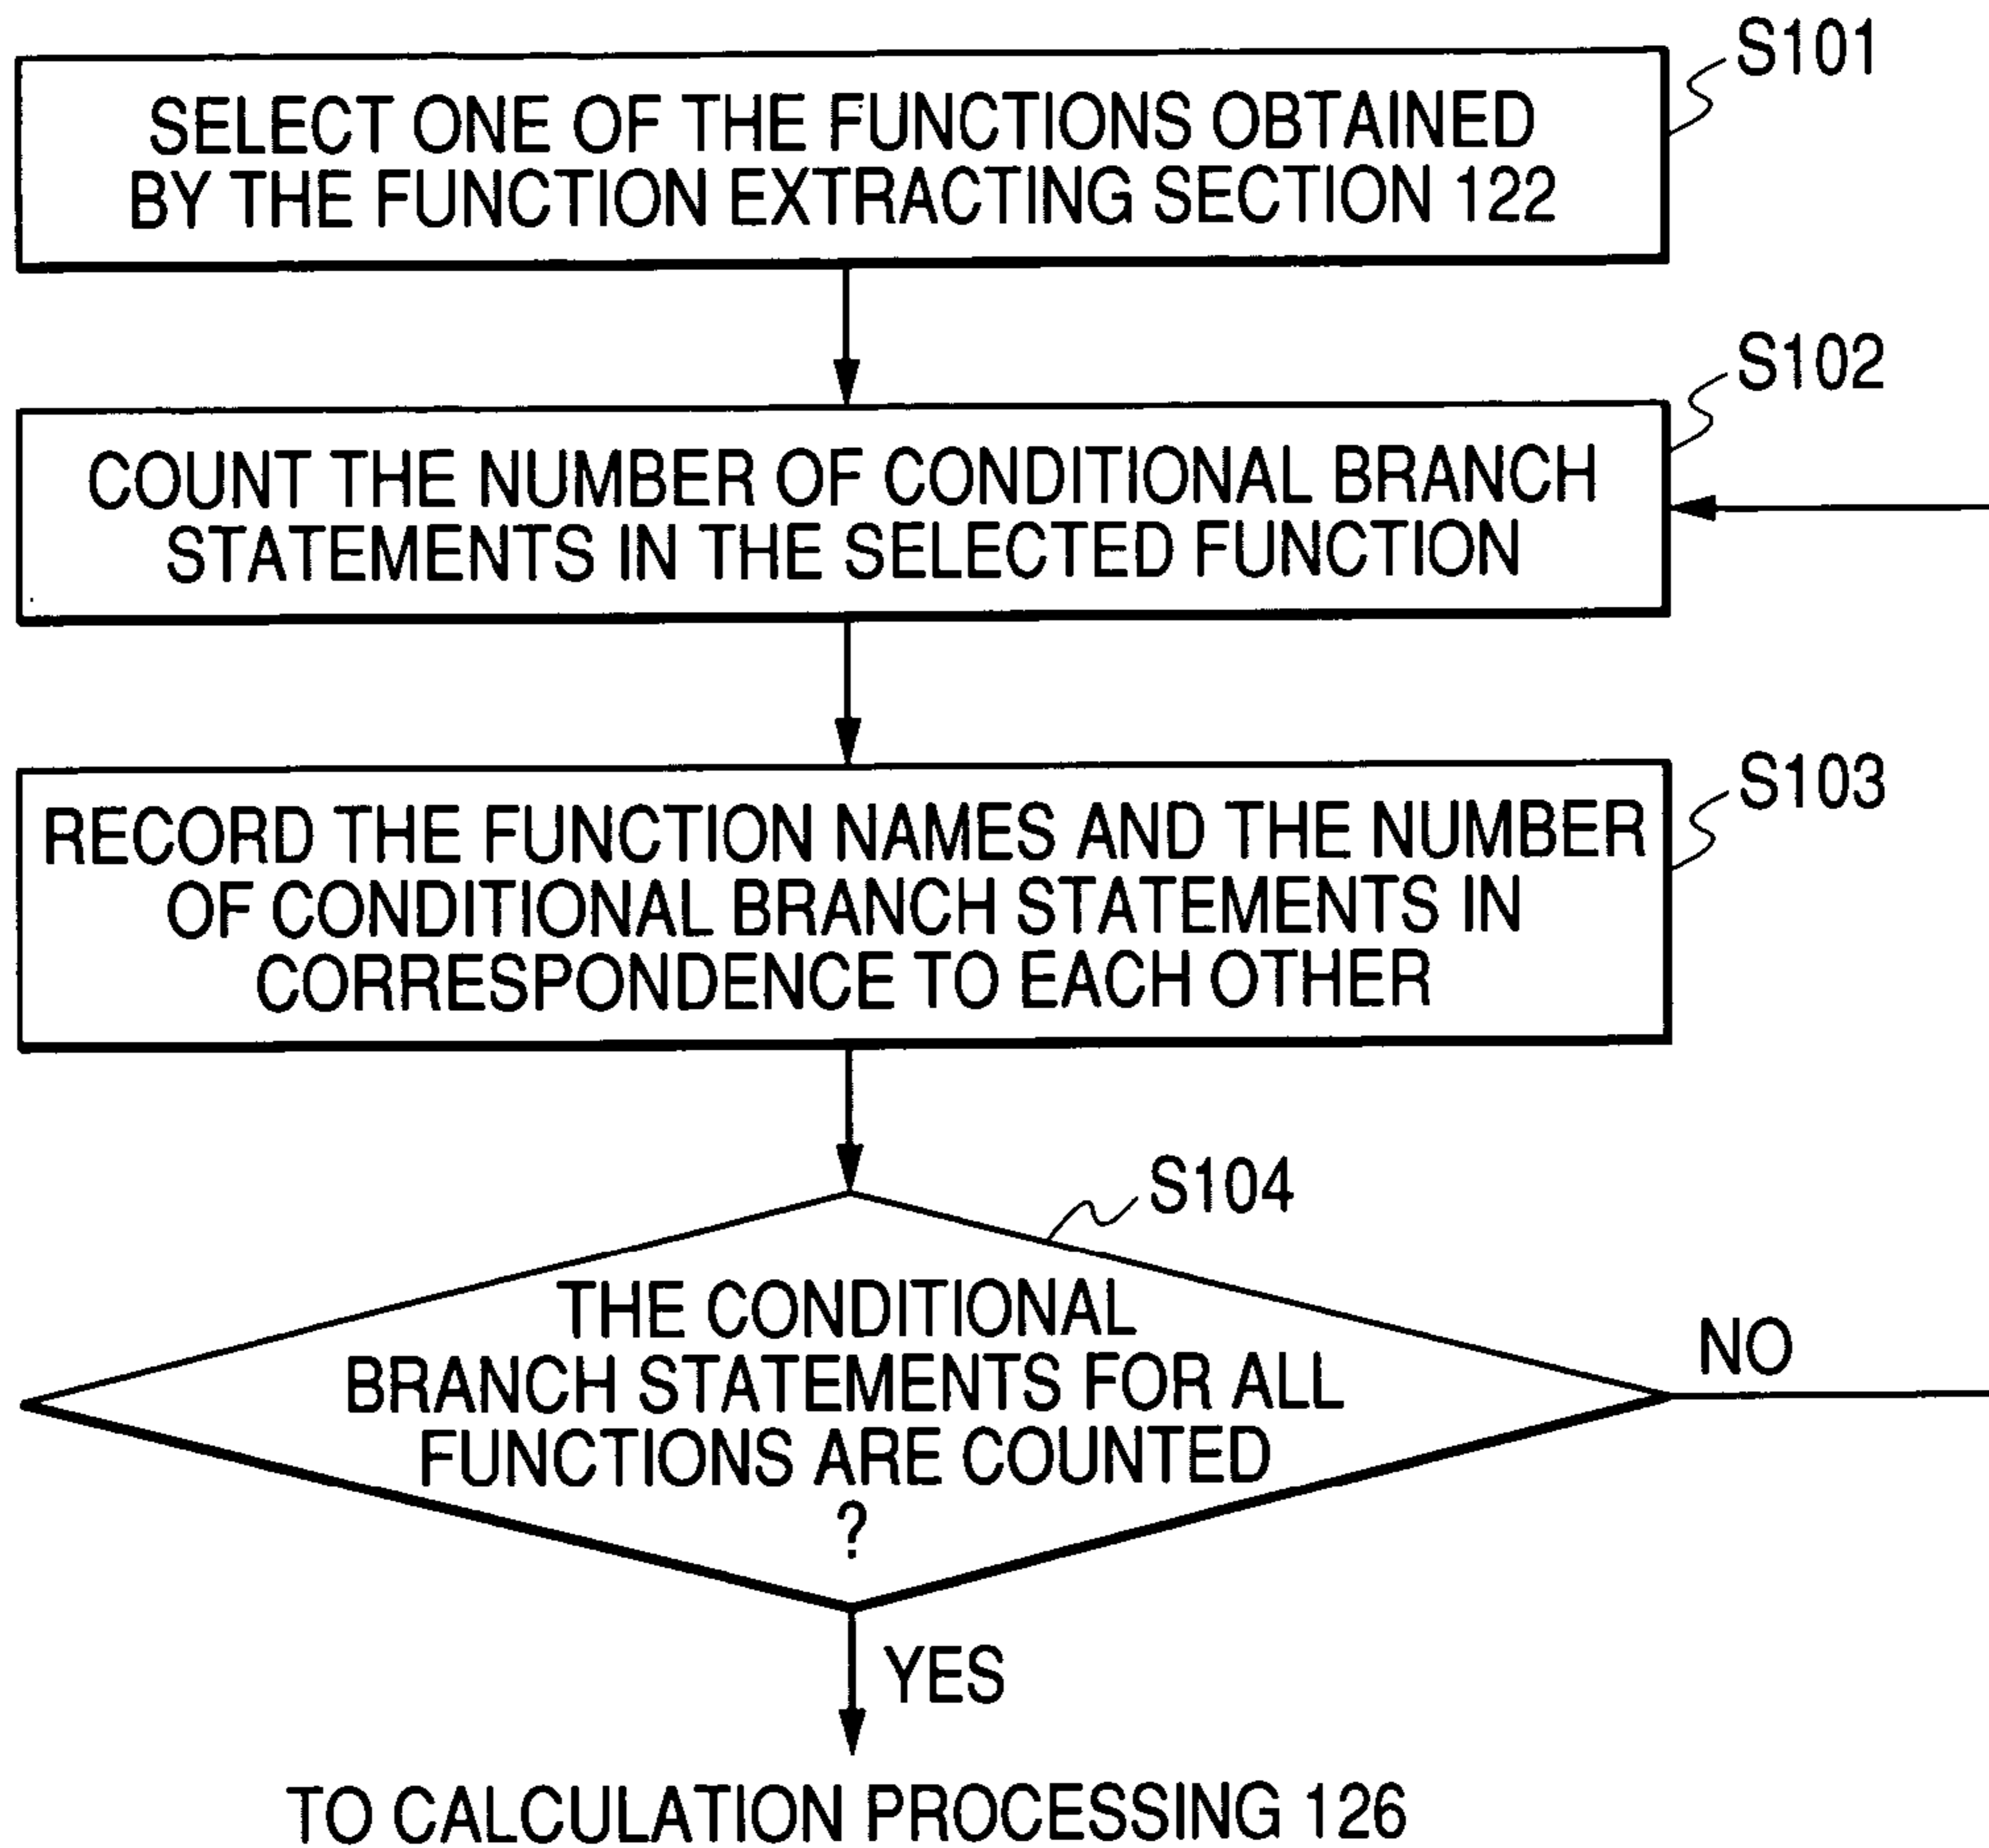 S101
SELECT ONE OF THE FUNCTIONS OBTAINED
BY THE FUNCTION EXTRACTING SECTION 122
S102
COUNT THE NUMBER OF CONDITIONAL BRANCH
STATEMENTS IN THE SELECTED FUNCTION
S103
RECORD THE FUNCTION NAMES AND THE NUMBER
OF CONDITIONAL BRANCH STATEMENTS IN
CORRESPONDENCE TO EACH OTHER
S104
THE CONDITIONAL
BRANCH STATEMENTS FOR ALL
FUNCTIONS ARE COUNTED
?
NO
YES
TO CALCULATION PROCESSING 126